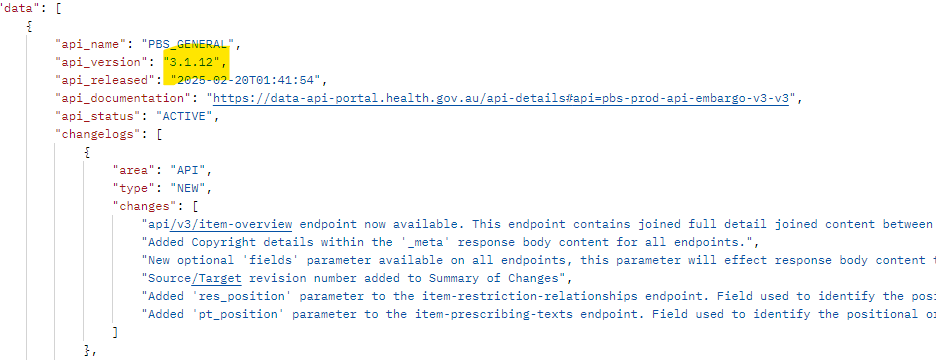 "data": [
{
"api_name": "PBS_GENERAL",
"api_version": "3.1.12",
"api_released": "2025-02-20T01:41:54",
"api_documentation": "https://data-api-portal.health.gov.au/api-details#api=pbs-prod-api-embargo-v3-v3",
"api_status": "ACTIVE",
"changelogs": [
{
"area": "API",
"type": "NEW",
"changes": [
"api/v3/item-overview endpoint now available. This endpoint contains joined full detail joined content between
"Added Copyright details within the '_meta' response body content for all endpoints.",
"New optional 'fields' parameter available on all endpoints, this parameter will effect response body content t
"Source/Target revision number added to Summary of Changes",
"Added 'res_position' parameter to the item-restriction-relationships endpoint. Field used to identify the posi
"Added 'pt_position' parameter to the item-prescribing-texts endpoint. Field used to identify the positional or
]
},